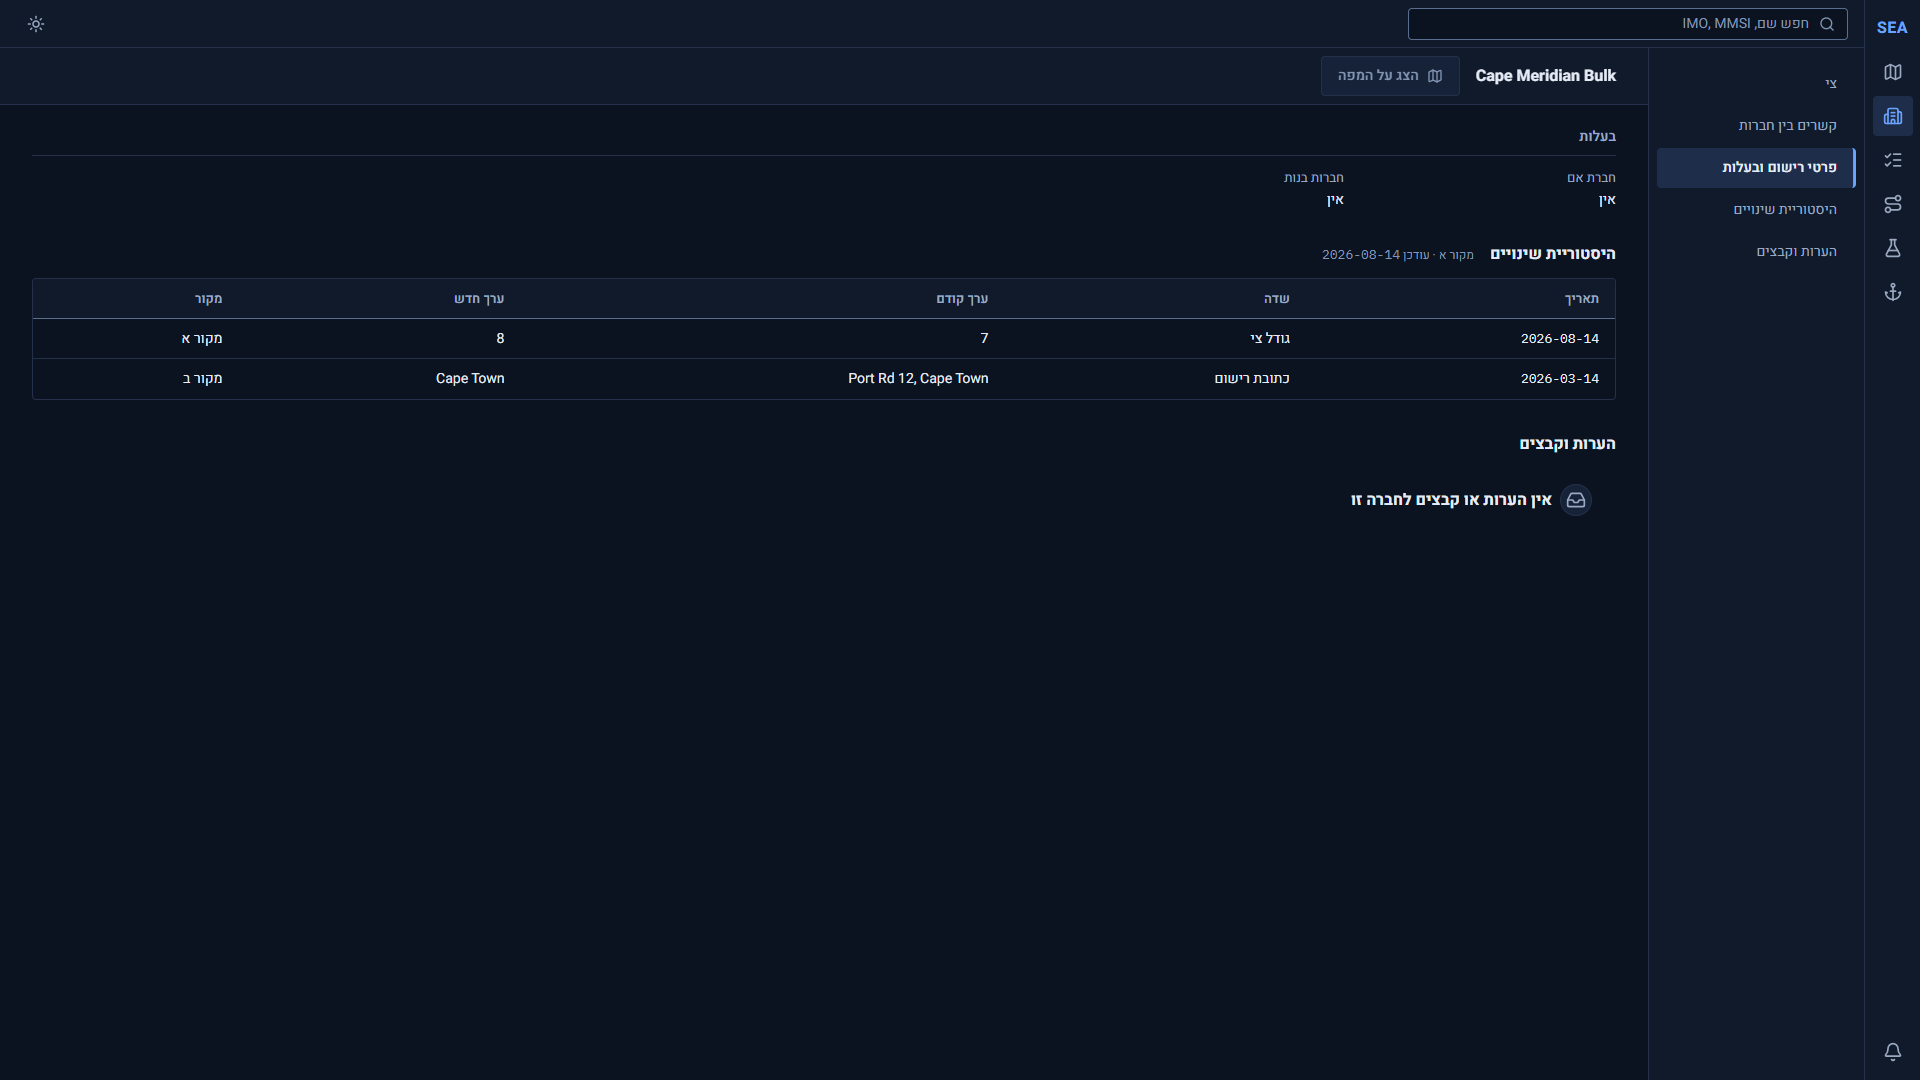 SEA
חפש שם, IMO, MMSI
צי
קשרים בין חברות
פרטי רישום ובעלות
היסטוריית שינויים
הערות וקבצים
Cape Meridian Bulk
הצג על המפה
בעלות
חברת אם
אין
חברות בנות
אין
היסטוריית שינויים מקור א · עודכן 2026-08-14
תאריך שדה ערך קודם ערך חדש מקור
2026-08-14 גודל צי 7 8 מקור א
2026-03-14 כתובת רישום Port Rd 12, Cape Town Cape Town מקור ב
הערות וקבצים
אין הערות או קבצים לחברה זו